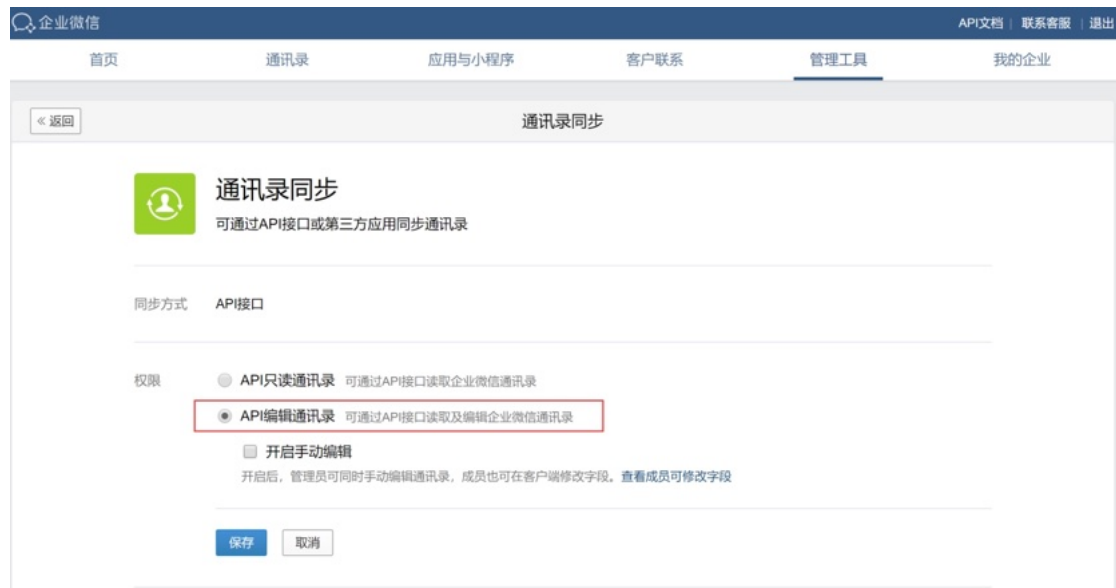 企业微信
API文档 | 联系客服 | 退出
首页 通讯录 应用与小程序 客户联系 管理工具 我的企业
« 返回 通讯录同步
通讯录同步
可通过API接口或第三方应用同步通讯录
同步方式 API接口
权限 API只读通讯录 可通过API接口读取企业微信通讯录
API编辑通讯录 可通过API接口读取及编辑企业微信通讯录
开启手动编辑
开启后，管理员可同时手动编辑通讯录，成员也可在客户端修改字段。查看成员可修改字段
保存 取消